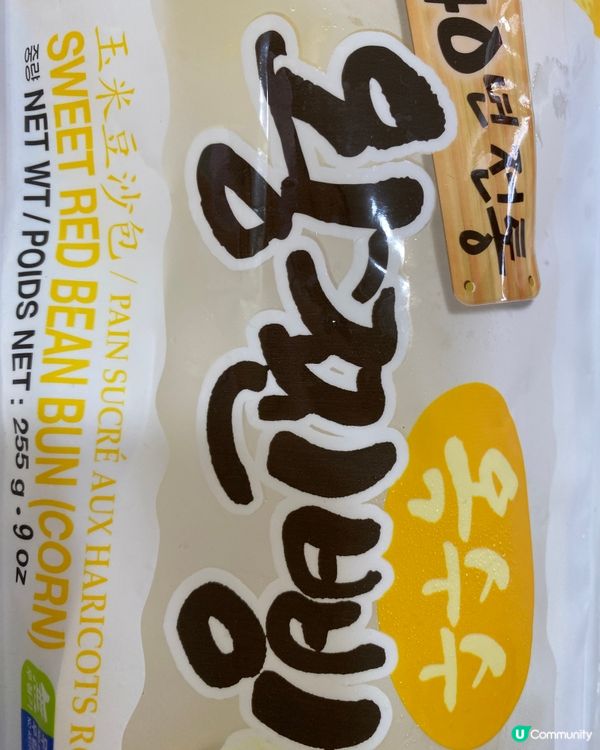 년 전통
찐빵
옥수수
玉米豆沙包 / PAIN SUCRÉ AUX HARICOTS
SWEET RED BEAN BUN (CORN)
중량 NET WT / POIDS NET : 255 g - 9 oz
U Community